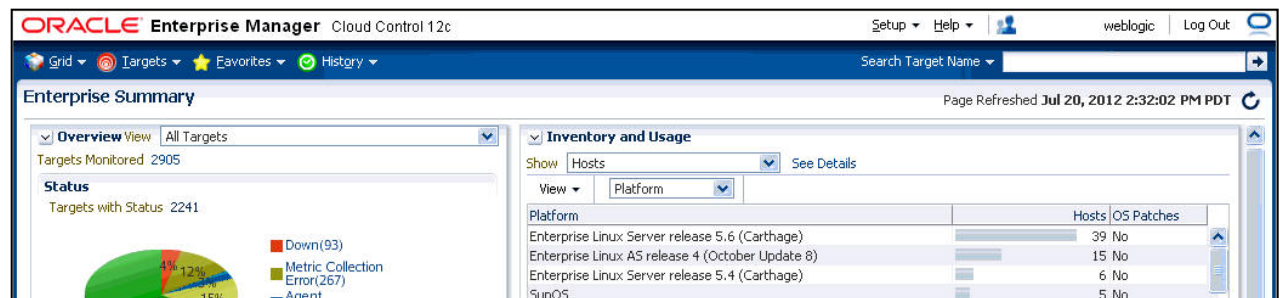 ORACLE Enterprise Manager Cloud Control 12c
Setup Help weblogic Log Out
Grid Targets Favorites History Search Target Name
Enterprise Summary
Page Refreshed Jul 20, 2012 2:32:02 PM PDT
Overview View All Targets
Targets Monitored 2905
Status
Targets with Status 2241
4%
12%
3%
15%
Down(93)
Metric Collection
Error(267)
Agent
Inventory and Usage
Show Hosts See Details
View Platform
Platform Hosts OS Patches
Enterprise Linux Server release 5.6 (Carthage) 39 No
Enterprise Linux AS release 4 (October Update 8) 15 No
Enterprise Linux Server release 5.4 (Carthage) 6 No
SunOS 5 No